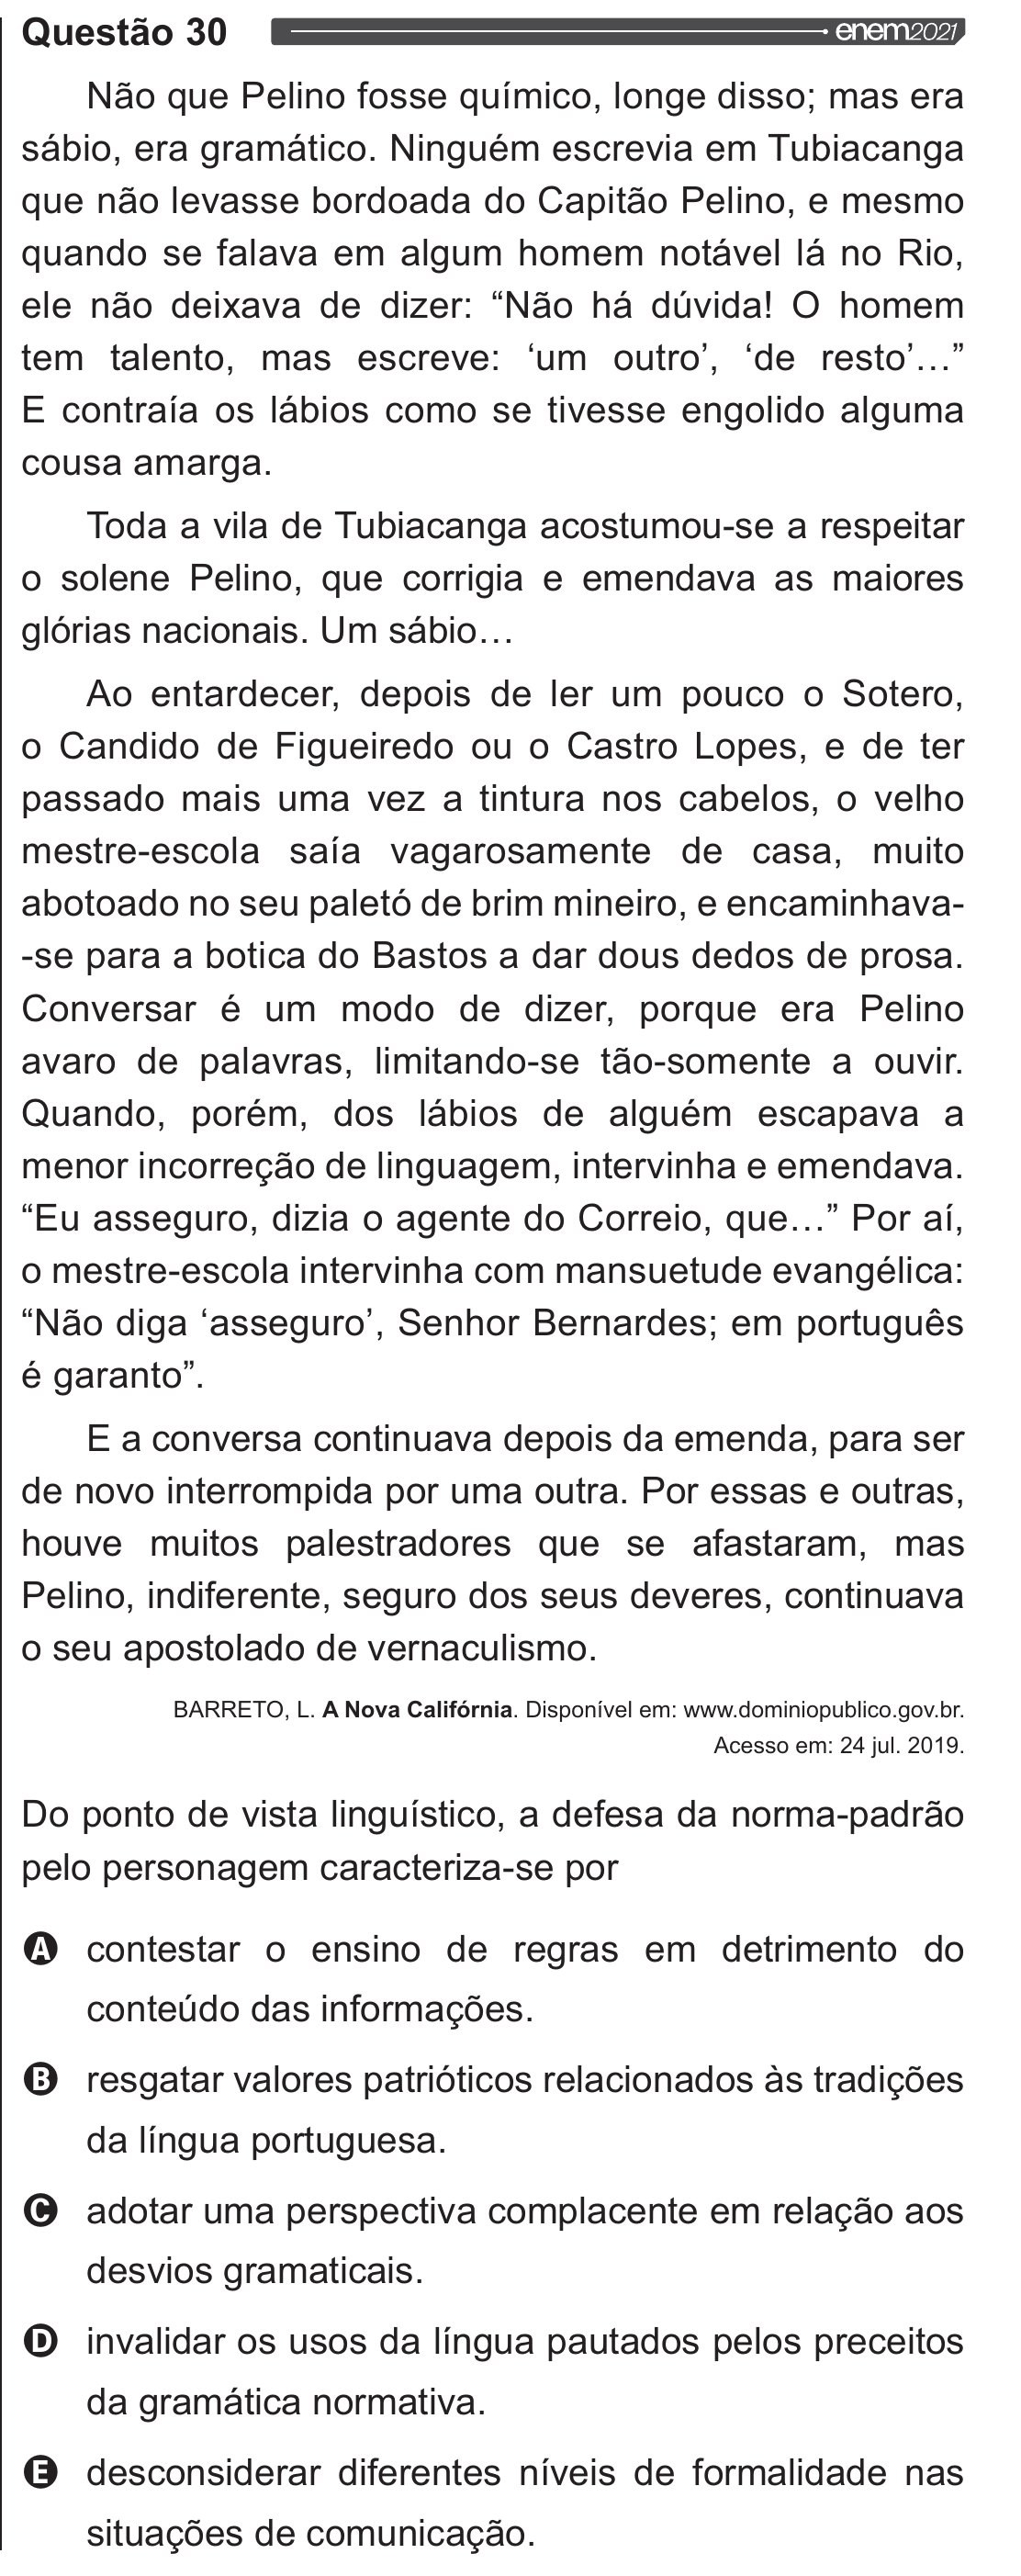 Questão 30
enem2021
Não que Pelino fosse químico, longe disso; mas era
sábio, era gramático. Ninguém escrevia em Tubiacanga
que não levasse bordoada do Capitão Pelino, e mesmo
quando se falava em algum homem notável lá no Rio,
ele não deixava de dizer: “Não há dúvida! O homem
tem talento, mas escreve: ‘um outro’, ‘de resto’...”
E contraía os lábios como se tivesse engolido alguma
cousa amarga.
Toda a vila de Tubiacanga acostumou-se a respeitar
o solene Pelino, que corrigia e emendava as maiores
glórias nacionais. Um sábio...
Ao entardecer, depois de ler um pouco o Sotero,
o Candido de Figueiredo ou o Castro Lopes, e de ter
passado mais uma vez a tintura nos cabelos, o velho
mestre-escola saía vagarosamente de casa, muito
abotoado no seu paletó de brim mineiro, e encaminhava-
-se para a botica do Bastos a dar dous dedos de prosa.
Conversar é um modo de dizer, porque era Pelino
avaro de palavras, limitando-se tão-somente a ouvir.
Quando, porém, dos lábios de alguém escapava a
menor incorreção de linguagem, intervinha e emendava.
“Eu asseguro, dizia o agente do Correio, que...” Por aí,
o mestre-escola intervinha com mansuetude evangélica:
“Não diga ‘asseguro’, Senhor Bernardes; em português
é garanto”.
E a conversa continuava depois da emenda, para ser
de novo interrompida por uma outra. Por essas e outras,
houve muitos palestradores que se afastaram, mas
Pelino, indiferente, seguro dos seus deveres, continuava
o seu apostolado de vernaculismo.
BARRETO, L. A Nova Califórnia. Disponível em: www.dominiopublico.gov.br.
Acesso em: 24 jul. 2019.
Do ponto de vista linguístico, a defesa da norma-padrão
pelo personagem caracteriza-se por
A contestar o ensino de regras em detrimento do
conteúdo das informações.
B resgatar valores patrióticos relacionados às tradições
da língua portuguesa.
C adotar uma perspectiva complacente em relação aos
desvios gramaticais.
D invalidar os usos da língua pautados pelos preceitos
da gramática normativa.
E desconsiderar diferentes níveis de formalidade nas
situações de comunicação.